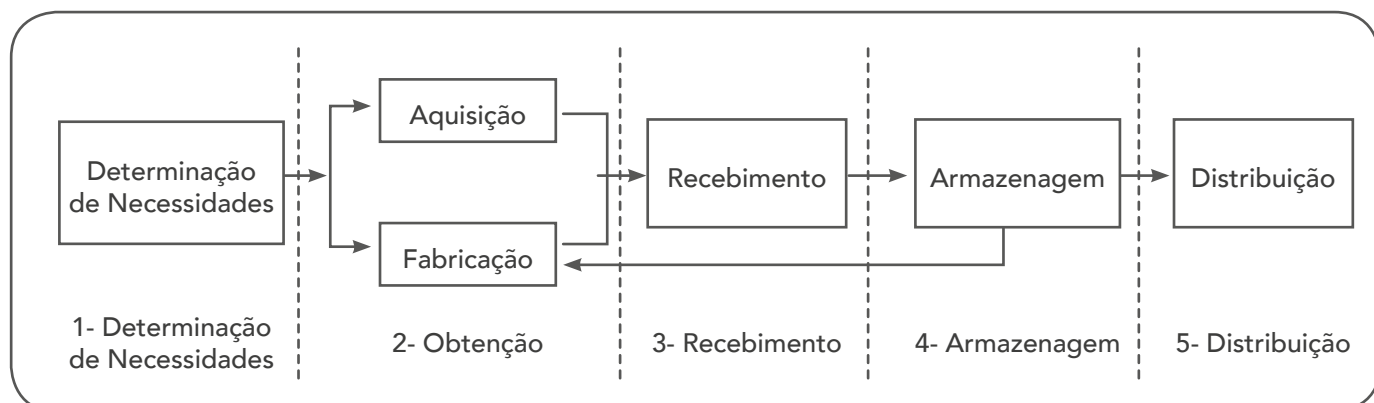 Determinação
de Necessidades
Aquisição
Fabricação
Recebimento
Armazenagem
Distribuição
1- Determinação
de Necessidades
2- Obtenção
3- Recebimento
4- Armazenagem
5- Distribuição